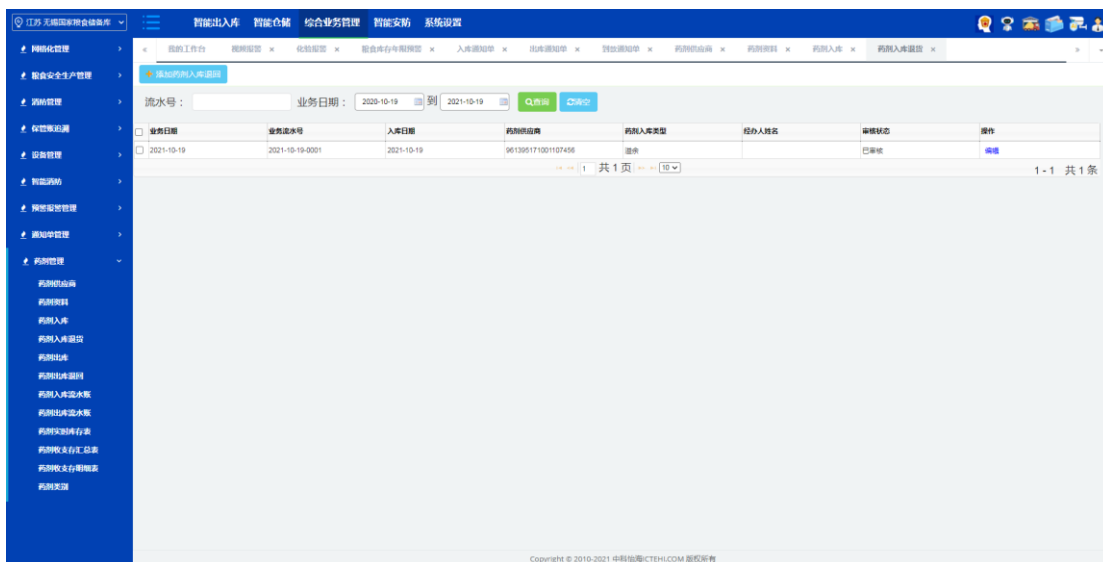 江苏 无锡国家粮食储备库
智能出入库 智能仓储 综合业务管理 智能安防 系统设置
网格化管理
粮食安全生产管理
消防管理
保管账追溯
设备管理
智能消防
预警报警管理
通知单管理
药剂管理
药剂供应商
药剂资料
药剂入库
药剂入库退货
药剂出库
药剂出库退回
药剂入库流水账
药剂出库流水账
药剂实时库存表
药剂收支存汇总表
药剂收支存明细表
药剂类别
« 我的工作台 视频报警 × 化验报警 × 粮食库存年限预警 × 入库通知单 × 出库通知单 × 药剂供应商 × 药剂资料 × 药剂入库 × 药剂入库退货 × »
添加药剂入库退回
流水号： 业务日期： 2020-10-19 到 2021-10-19 查询 清空
业务日期 业务流水号 入库日期 药剂供应商 药剂入库类型 经办人姓名 审核状态 操作
2021-10-19 2021-10-19-0001 2021-10-19 961395171001107456 溢余 已审核 编辑
1 共 1 页 10 1 - 1 共 1 条
Copyright © 2010-2021 中科怡海ICTEHI.COM 版权所有